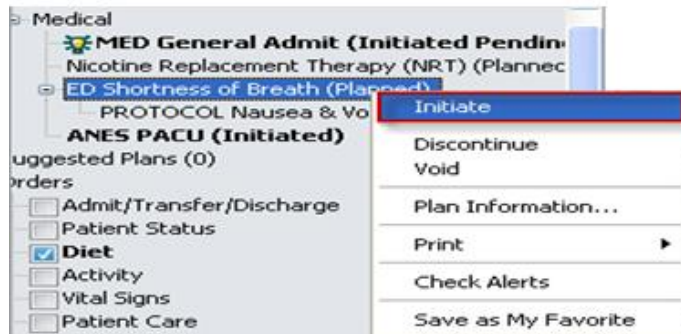 Medical
MED General Admit (Initiated Pendin
Nicotine Replacement Therapy (NRT) (Plannec
ED Shortness of Breath (Planned)
PROTOCOL Nausea & Vo
ANES PACU (Initiated)
uggested Plans (0)
rders
Admit/Transfer/Discharge
Patient Status
Diet
Activity
Vital Signs
Patient Care
Initiate
Discontinue
Void
Plan Information...
Print
Check Alerts
Save as My Favorite